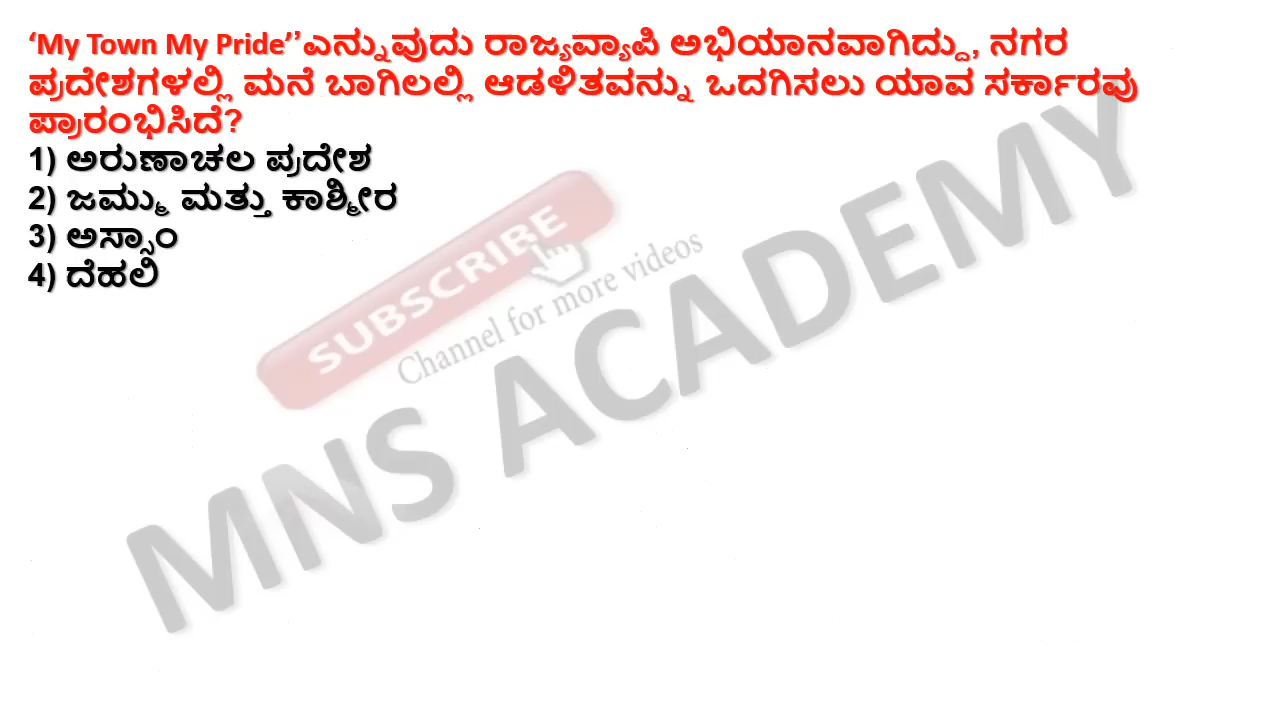 ‘My Town My Pride’’ಎನ್ನುವುದು ರಾಜ್ಯವ್ಯಾಪಿ ಅಭಿಯಾನವಾಗಿದ್ದು, ನಗರ
ಪ್ರದೇಶಗಳಲ್ಲಿ ಮನೆ ಬಾಗಿಲಲ್ಲಿ ಆಡಳಿತವನ್ನು ಒದಗಿಸಲು ಯಾವ ಸರ್ಕಾರವು
ಪ್ರಾರಂಭಿಸಿದೆ?
1) ಅರುಣಾಚಲ ಪ್ರದೇಶ
2) ಜಮ್ಮು ಮತ್ತು ಕಾಶ್ಮೀರ
3) ಅಸ್ಸಾಂ
4) ದೆಹಲಿ
SUBSCRIBE
Channel for more videos
MNS ACADEMY